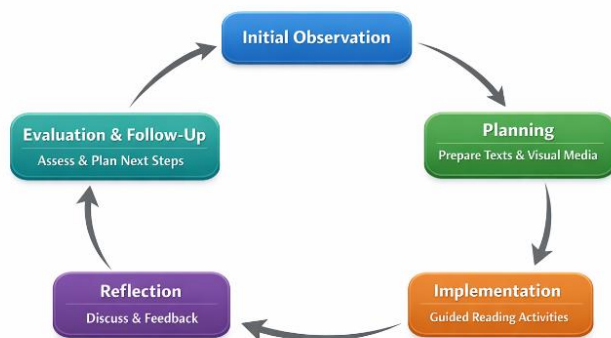 Initial Observation
Planning
Prepare Texts & Visual Media
Implementation
Guided Reading Activities
Reflection
Discuss & Feedback
Evaluation & Follow-Up
Assess & Plan Next Steps